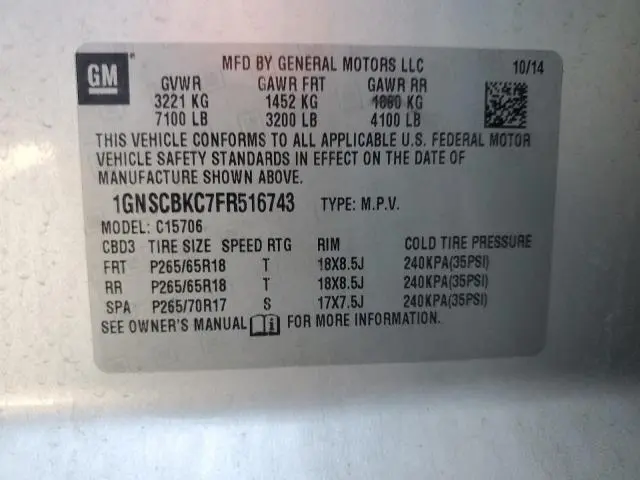 GM
MFD BY GENERAL MOTORS LLC 10/14
GVWR GAWR FRT GAWR RR
3221 KG 1452 KG 1860 KG
7100 LB 3200 LB 4100 LB
THIS VEHICLE CONFORMS TO ALL APPLICABLE U.S. FEDERAL MOTOR
VEHICLE SAFETY STANDARDS IN EFFECT ON THE DATE OF
MANUFACTURE SHOWN ABOVE.
1GNSCBKC7FR516743 TYPE: M.P.V.
MODEL: C15706
CBD3 TIRE SIZE SPEED RTG RIM COLD TIRE PRESSURE
FRT P265/65R18 T 18X8.5J 240KPA(35PSI)
RR P265/65R18 T 18X8.5J 240KPA(35PSI)
SPA P265/70R17 S 17X7.5J 240KPA(35PSI)
SEE OWNER'S MANUAL FOR MORE INFORMATION.